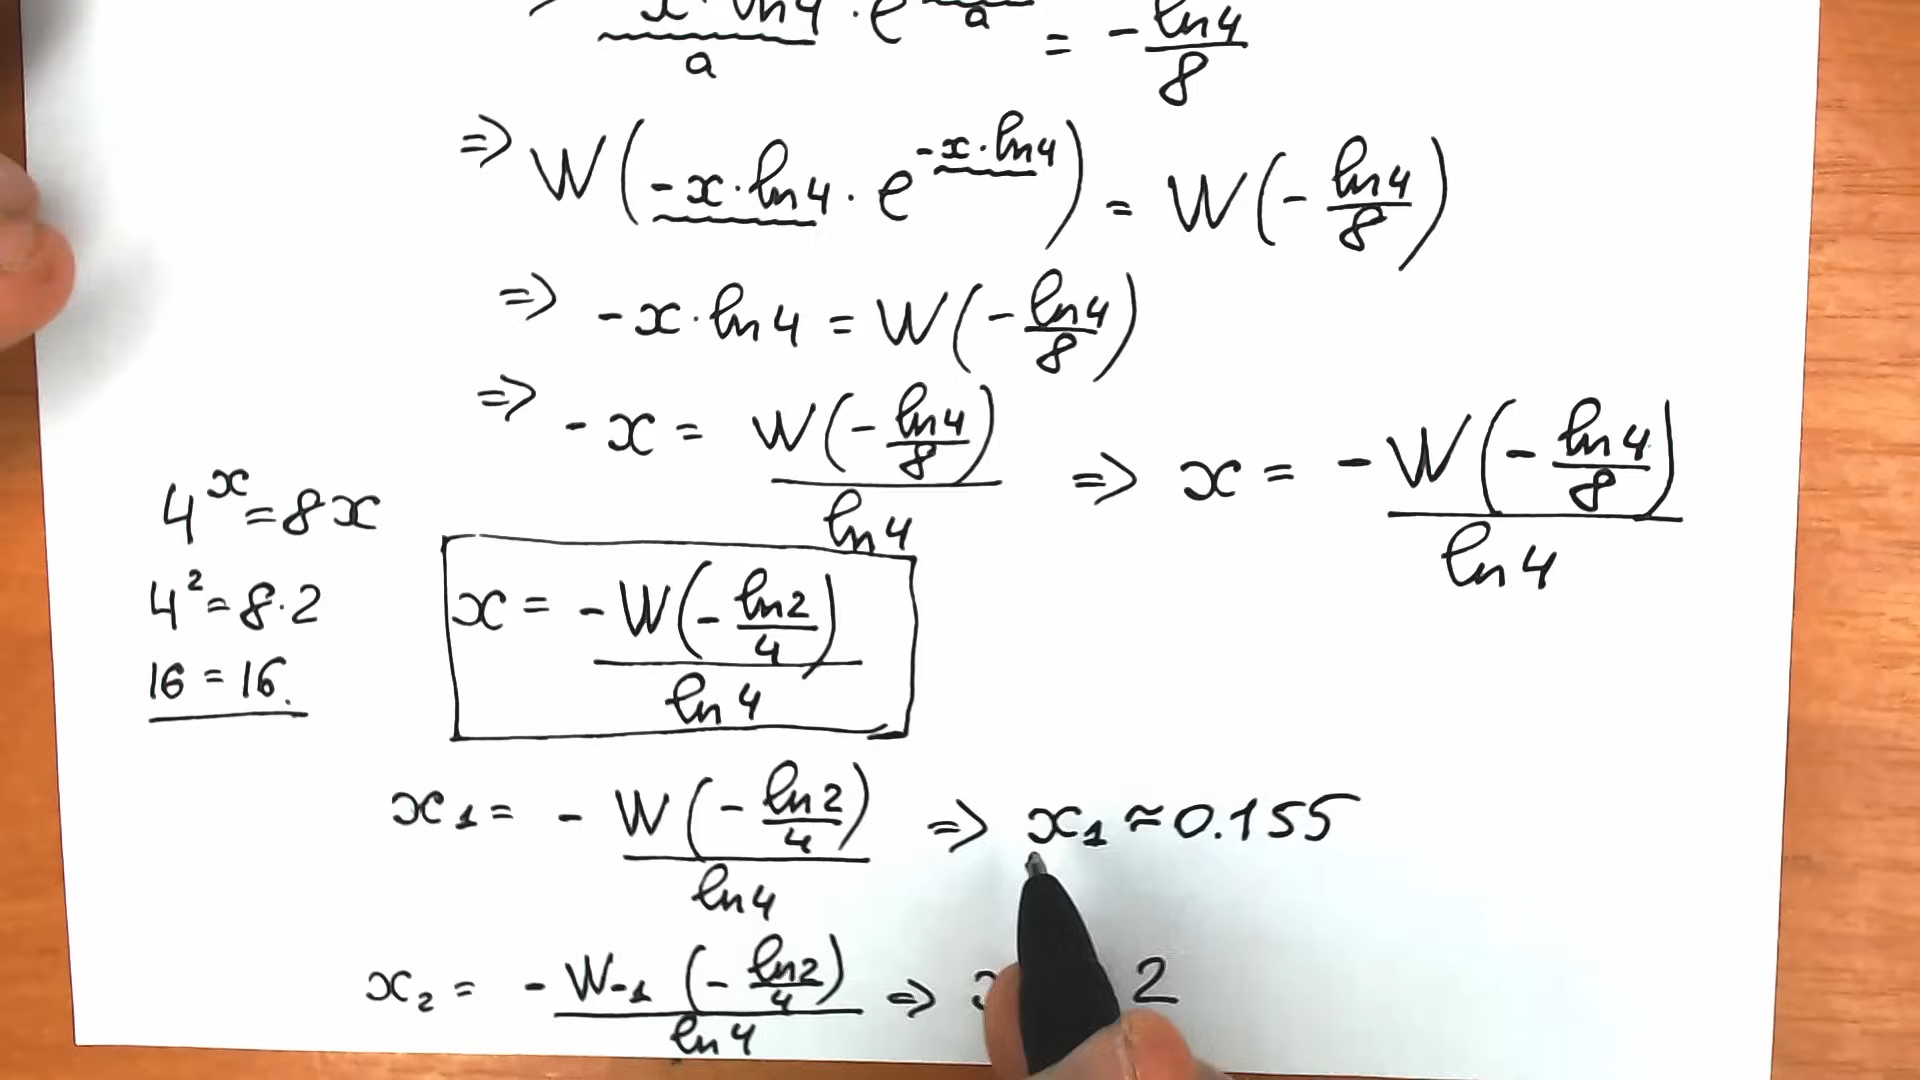 x·ln4/a · e^a = -ln4/8
=> W(-x·ln4·e^(-x·ln4)) = W(-ln4/8)
=> -x·ln4 = W(-ln4/8)
=> -x = W(-ln4/8)/ln4 => x = -W(-ln4/8)/ln4
4^x = 8x
4^2 = 8·2
16 = 16.
x = -W(-ln2/4)/ln4
x₁ = -W(-ln2/4)/ln4 => x₁ ≈ 0.155
x₂ = -W₋₁(-ln2/4)/ln4 => 2